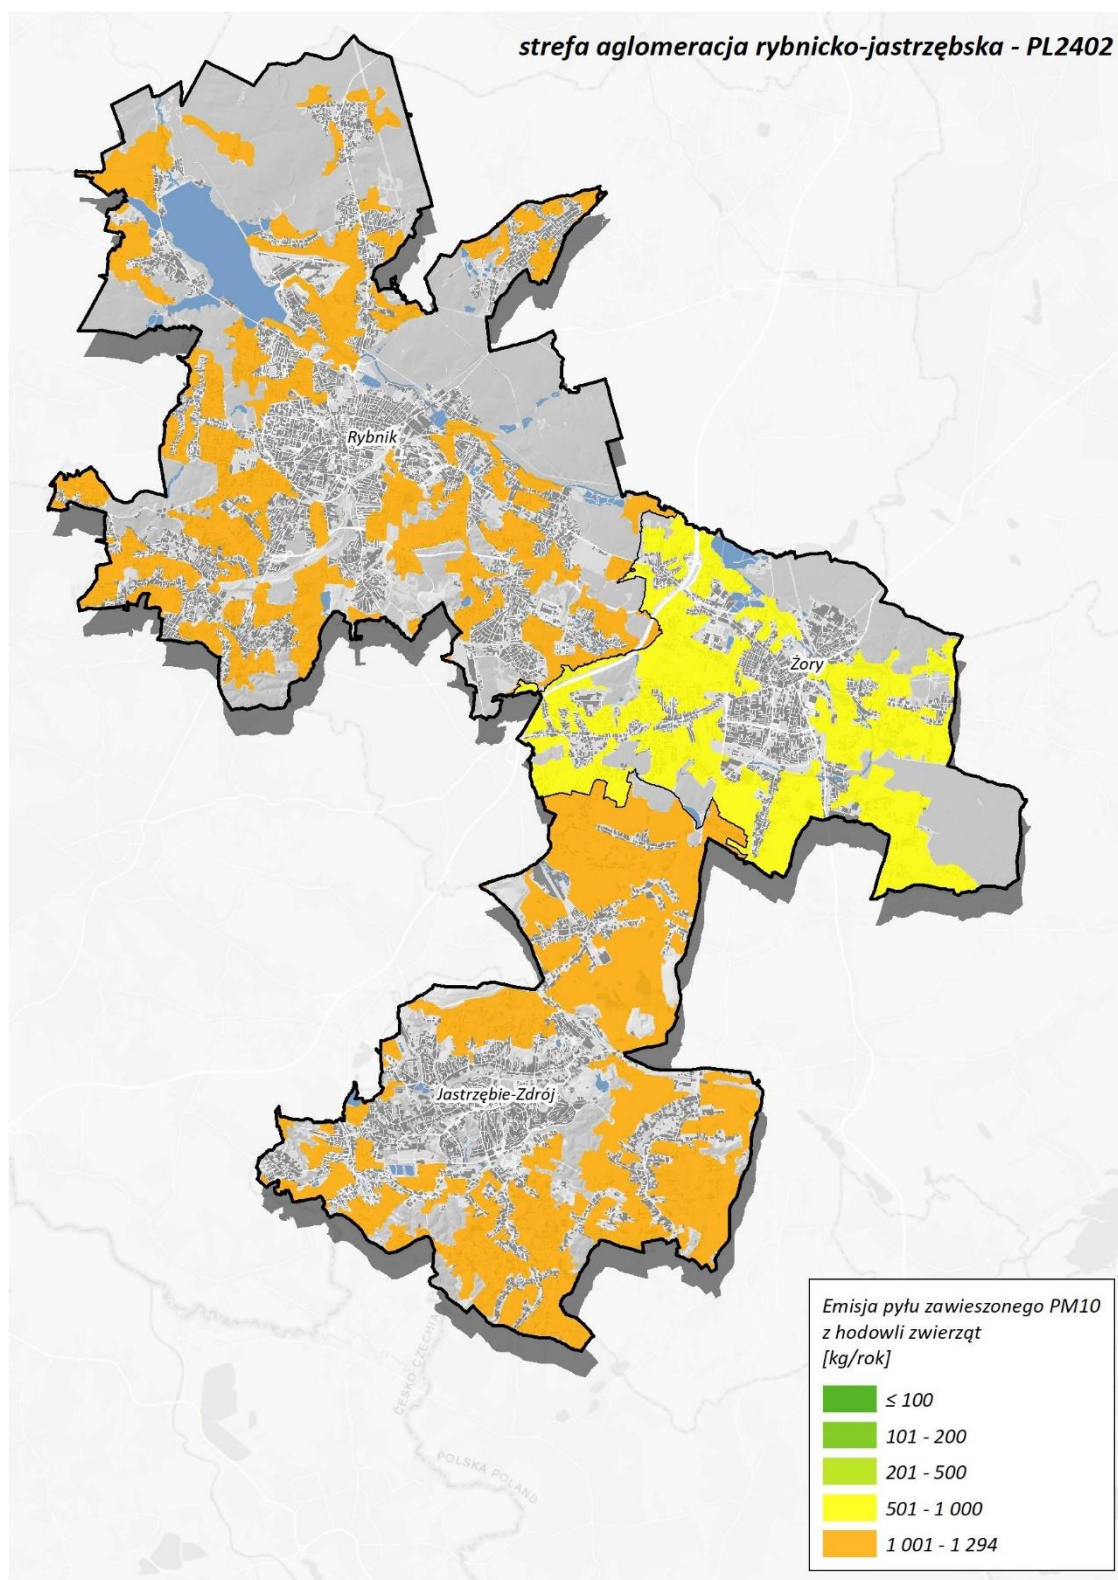 strefa aglomeracja rybnicko-jastrzębska - PL2402
Rybnik
Żory
Jastrzębie-Zdrój
Emisja pyłu zawieszonego PM10
z hodowli zwierząt
[kg/rok]
≤ 100
101 - 200
201 - 500
501 - 1 000
1 001 - 1 294
ČESKO CZECHIA
POLSKA POLAND